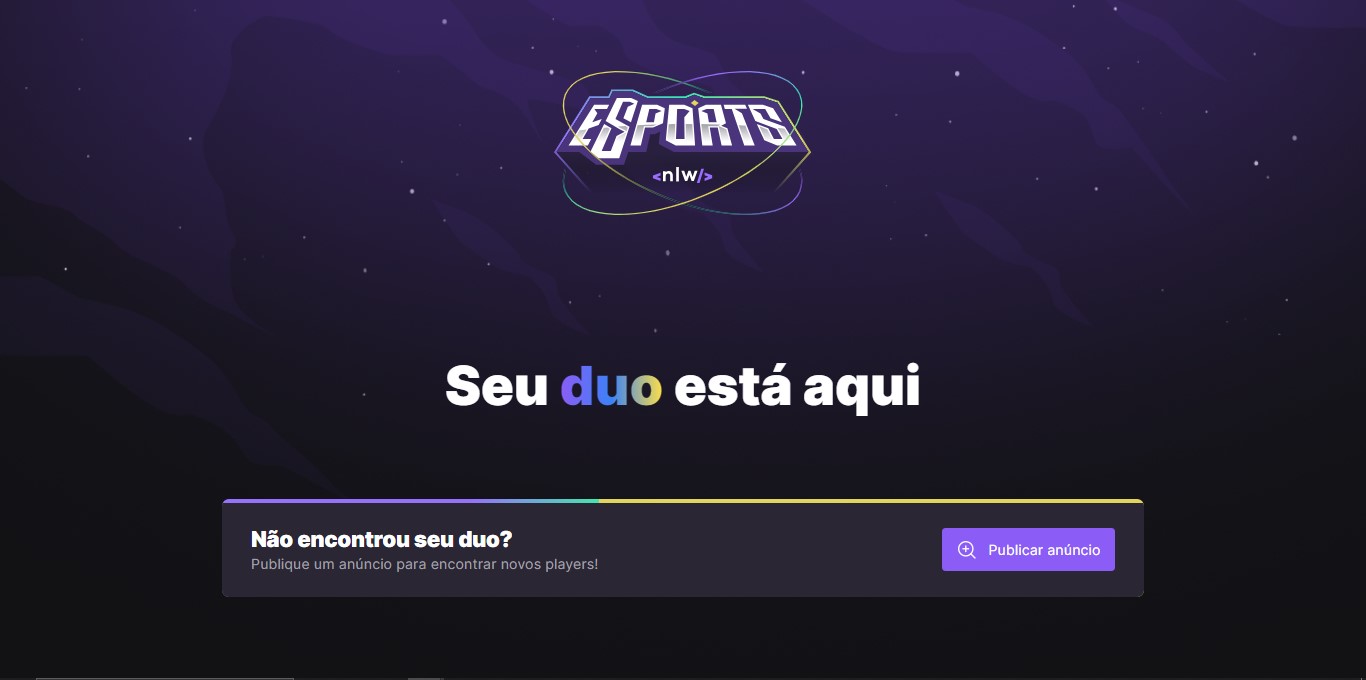 ESPORTS
<nlw/>
Seu duo está aqui
Não encontrou seu duo?
Publique um anúncio para encontrar novos players!
Publicar anúncio